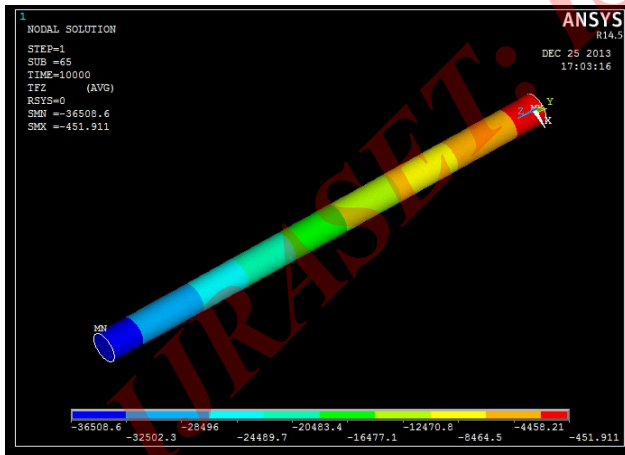 1
NODAL SOLUTION
ANSYS
R14.5
STEP=1
SUB =65
TIME=10000
TFZ (AVG)
RSYS=0
SMN =-36508.6
SMX =-451.911
DEC 25 2013
17:03:16
Z Y
X
MN
-36508.6 -28496 -20483.4 -12470.8 -4458.21
-32502.3 -24489.7 -16477.1 -8464.5 -451.911